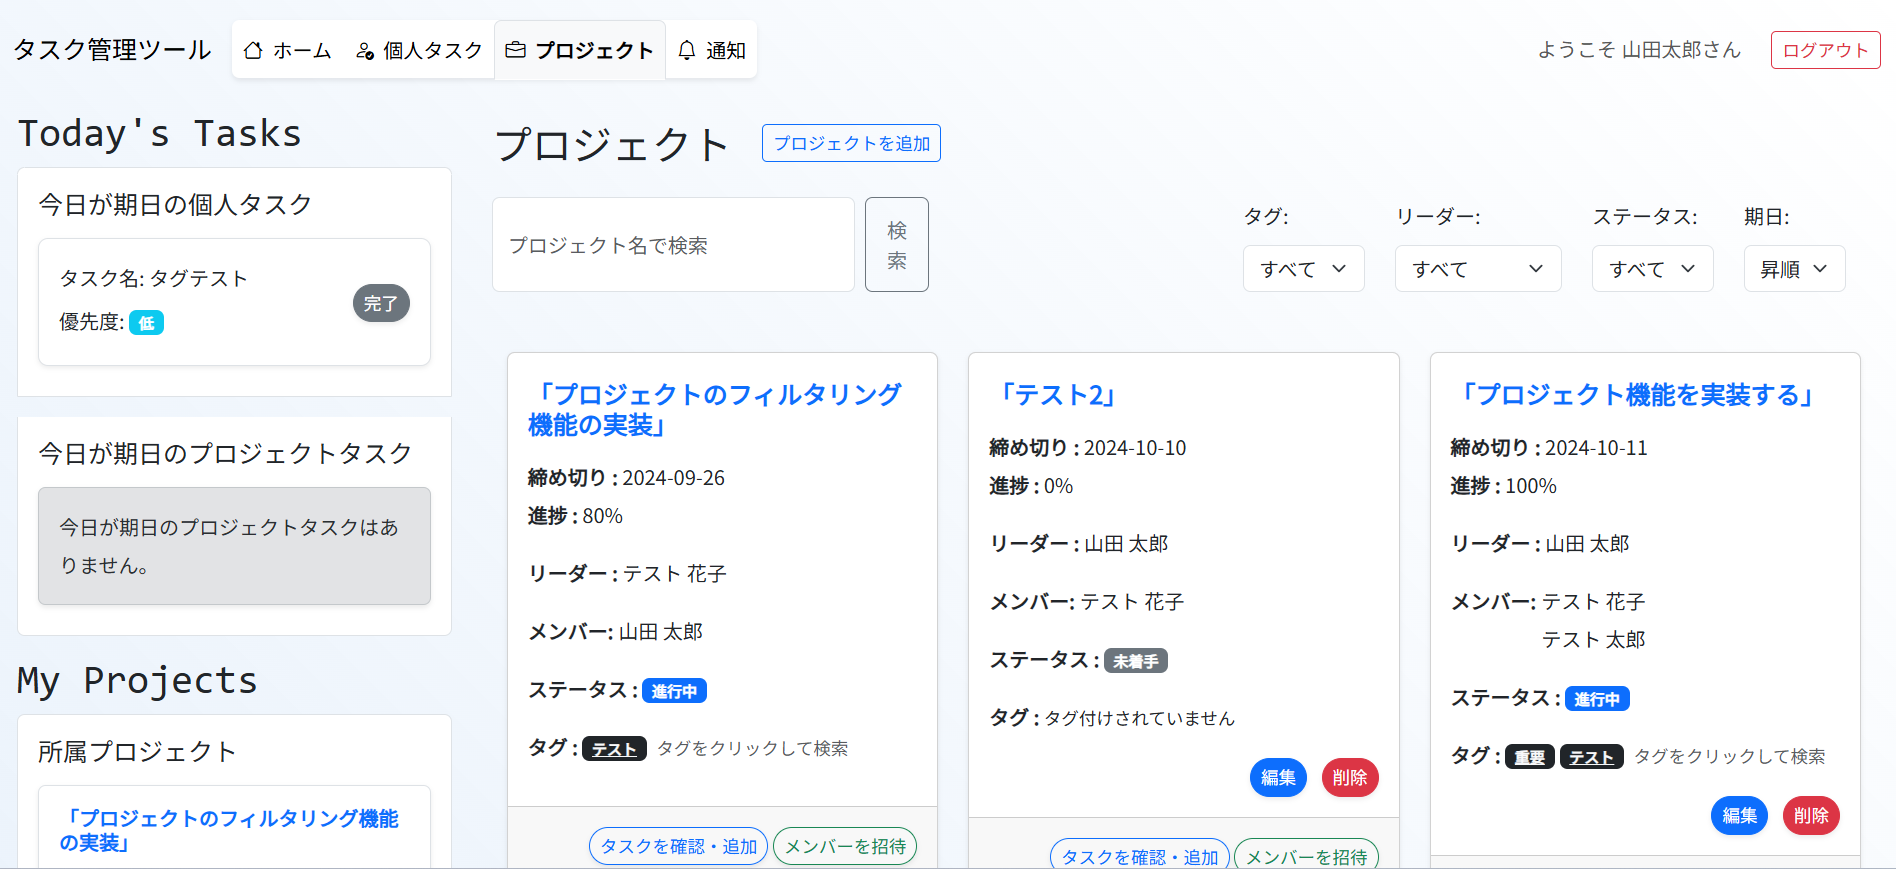 タスク管理ツール
ホーム
個人タスク
プロジェクト
通知
ようこそ 山田太郎さん
ログアウト
Today's Tasks
今日が期日の個人タスク
タスク名: タグテスト
優先度: 低
完了
今日が期日のプロジェクトタスク
今日が期日のプロジェクトタスクはあ
りません。
My Projects
所属プロジェクト
「プロジェクトのフィルタリング機能
の実装」
プロジェクト
プロジェクトを追加
プロジェクト名で検索
検
索
タグ:
すべて
リーダー:
すべて
ステータス:
すべて
期日:
昇順
「プロジェクトのフィルタリング
機能の実装」
締め切り : 2024-09-26
進捗 : 80%
リーダー : テスト 花子
メンバー: 山田 太郎
ステータス : 進行中
タグ : テスト タグをクリックして検索
タスクを確認・追加
メンバーを招待
「テスト2」
締め切り : 2024-10-10
進捗 : 0%
リーダー : 山田 太郎
メンバー: テスト 花子
ステータス : 未着手
タグ : タグ付けされていません
編集
削除
タスクを確認・追加
メンバーを招待
「プロジェクト機能を実装する」
締め切り : 2024-10-11
進捗 : 100%
リーダー : 山田 太郎
メンバー: テスト 花子
テスト 太郎
ステータス : 進行中
タグ : 重要 テスト タグをクリックして検索
編集
削除